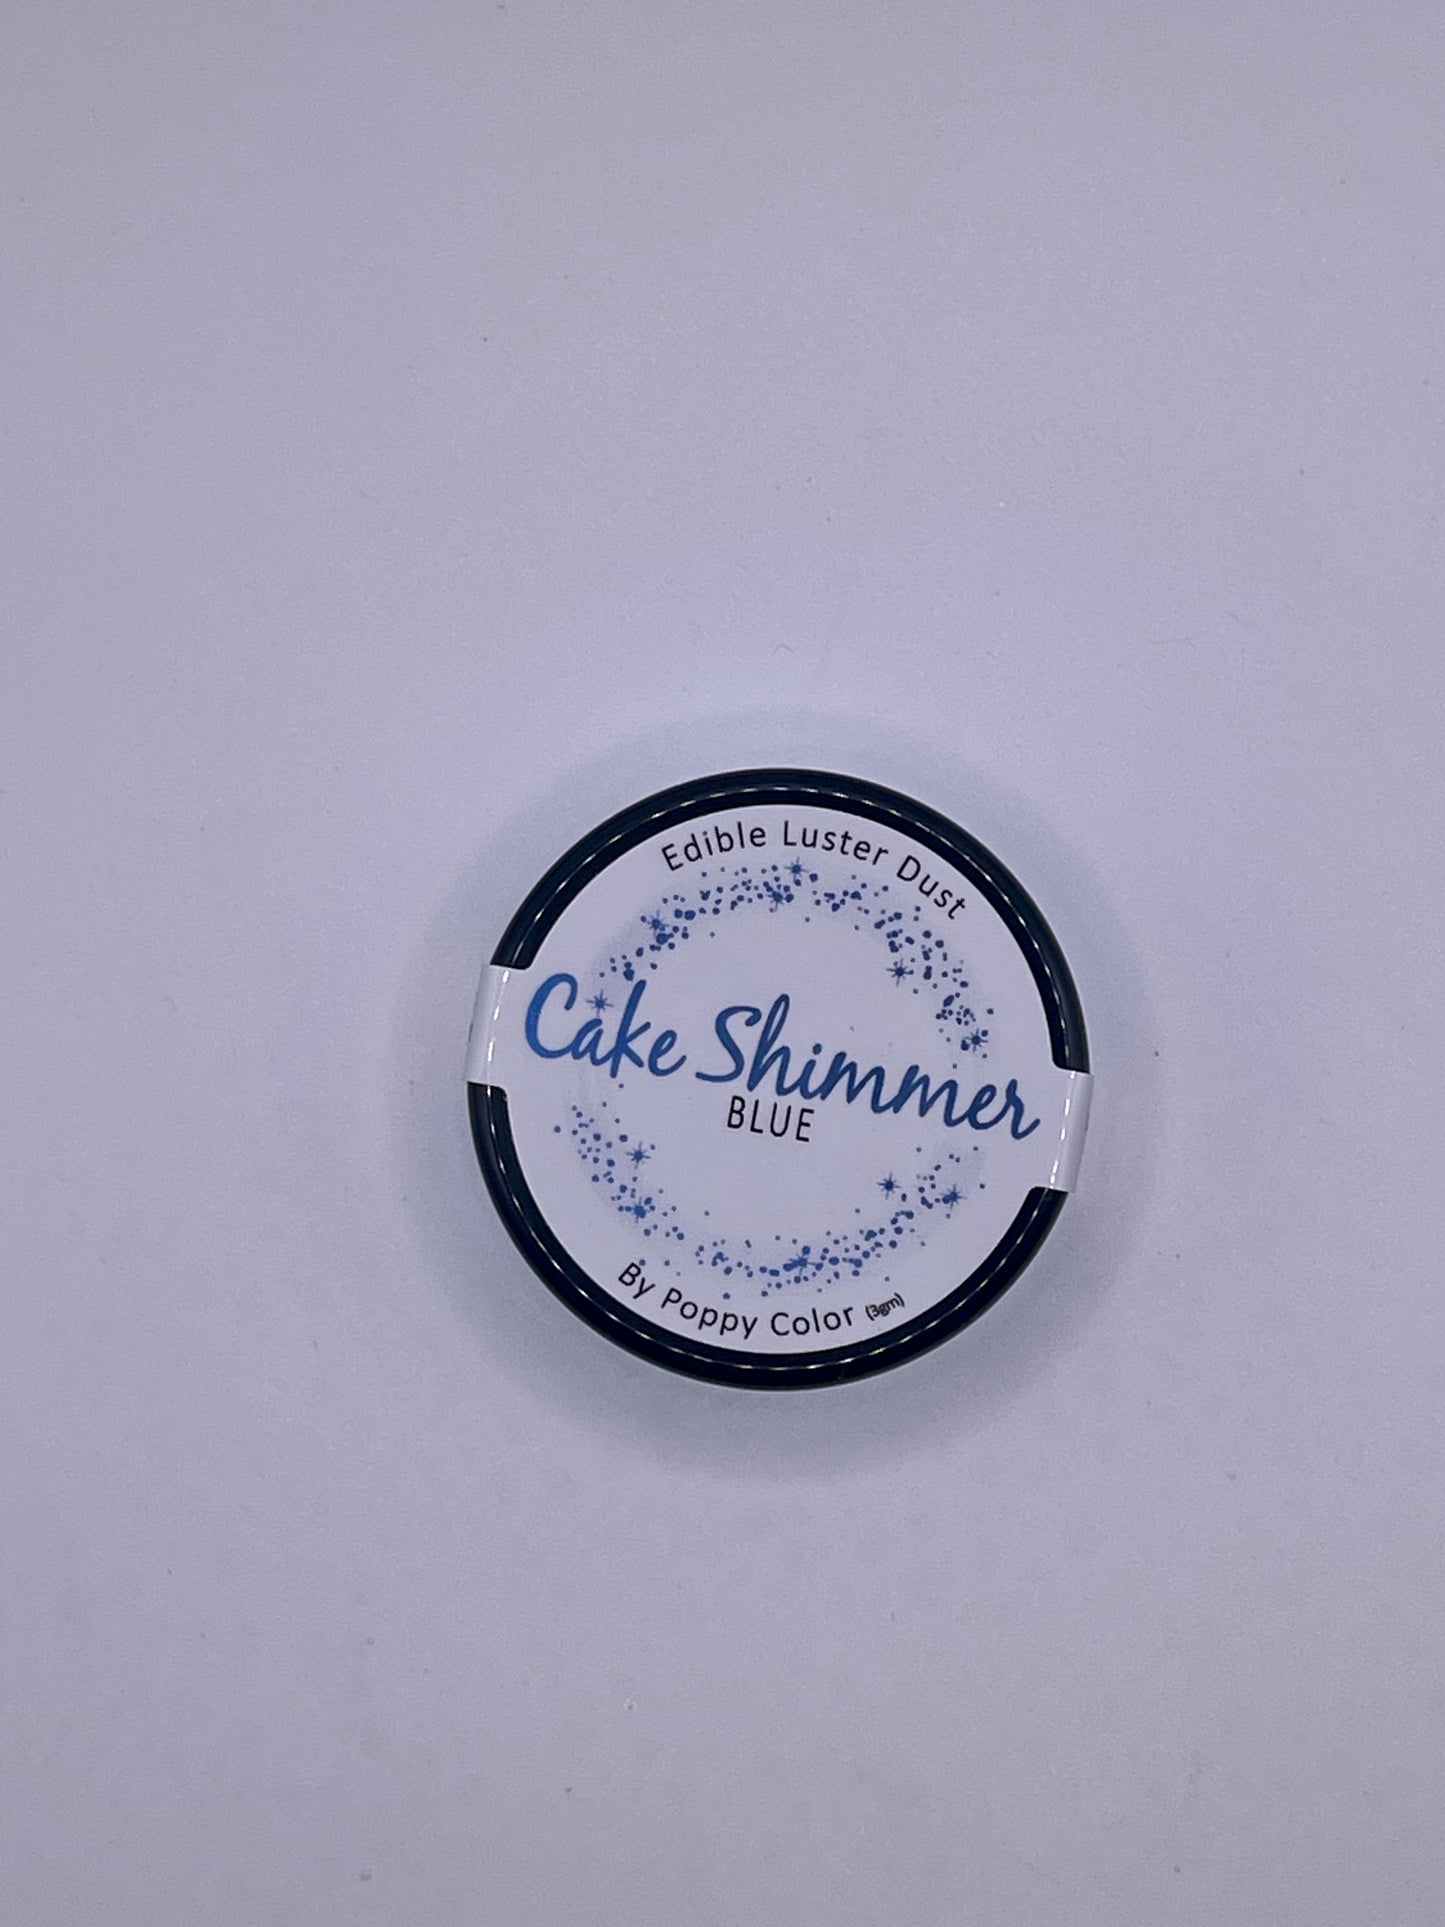 Edible Luster Dust
Cake Shimmer
BLUE
By Poppy Color (3gm)